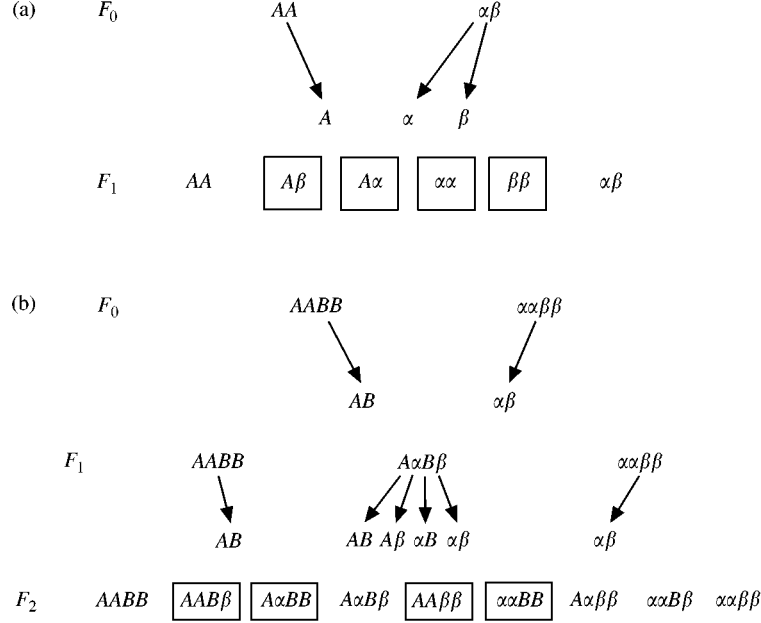 (a) F₀ AA αβ
A α β
F₁ AA Aβ Aα αα ββ αβ
(b) F₀ AABB ααββ
AB αβ
F₁ AABB AαBβ ααββ
AB AB Aβ αB αβ αβ
F₂ AABB AABβ AαBB AαBβ AAββ ααBB Aαββ ααBβ ααββ